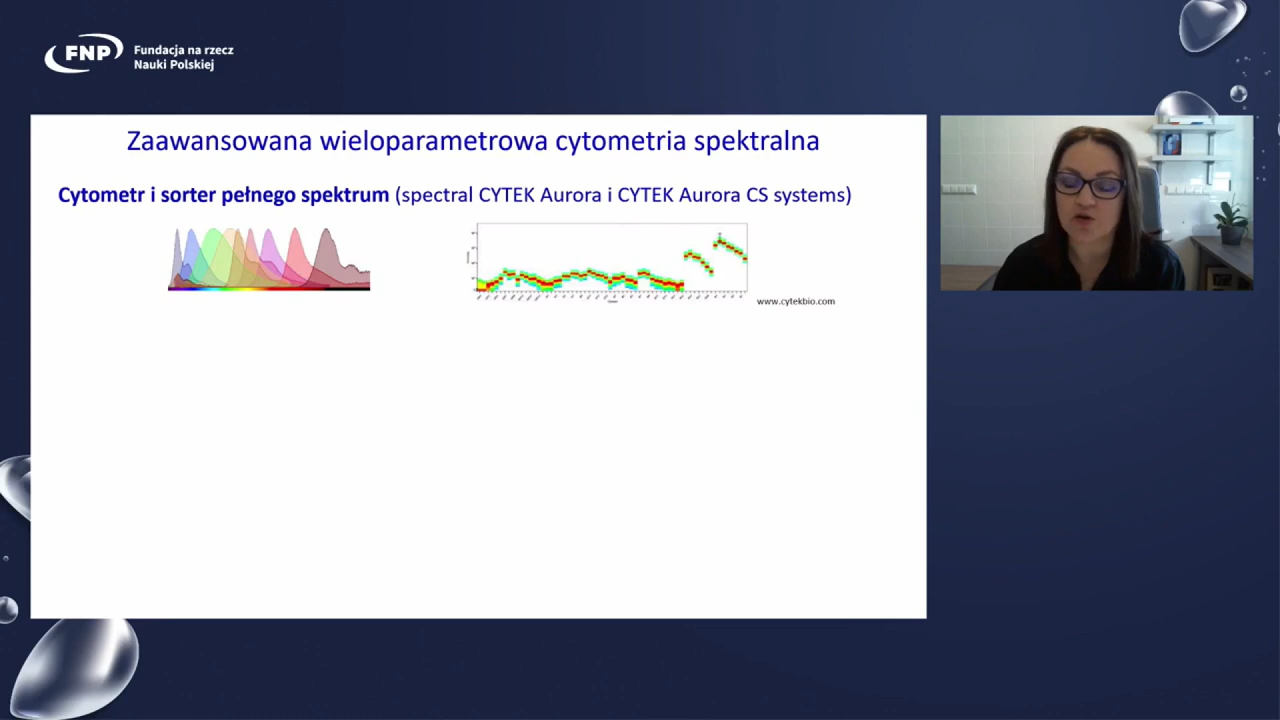 FNP
Fundacja na rzecz
Nauki Polskiej
Zaawansowana wieloparametrowa cytometria spektralna
Cytometr i sorter pełnego spektrum (spectral CYTEK Aurora i CYTEK Aurora CS systems)
www.cytekbio.com